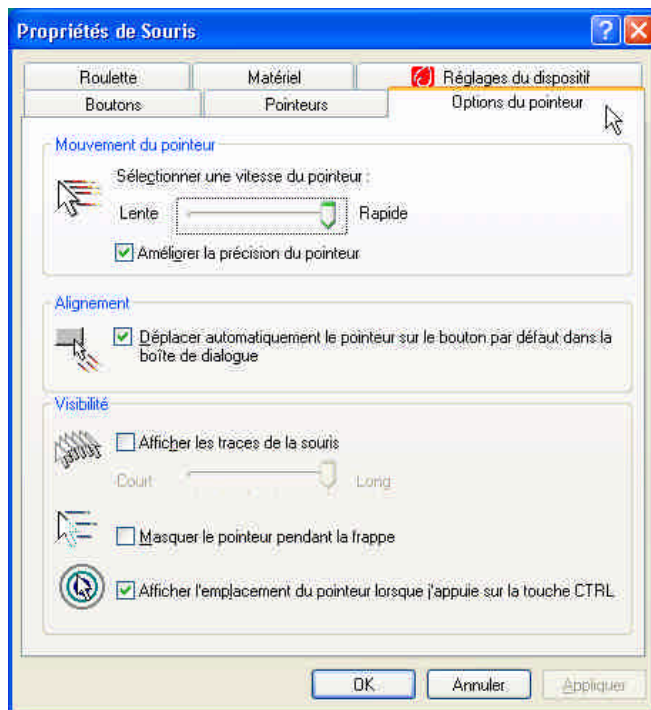 Propriétés de Souris
Roulette
Matériel
Réglages du dispositif
Boutons
Pointeurs
Options du pointeur
Mouvement du pointeur
Sélectionner une vitesse du pointeur :
Lente
Rapide
Améliorer la précision du pointeur
Alignement
Déplacer automatiquement le pointeur sur le bouton par défaut dans la
boîte de dialogue
Visibilité
Afficher les traces de la souris
Court
Long
Masquer le pointeur pendant la frappe
Afficher l'emplacement du pointeur lorsque j'appuie sur la touche CTRL
OK
Annuler
Appliquer